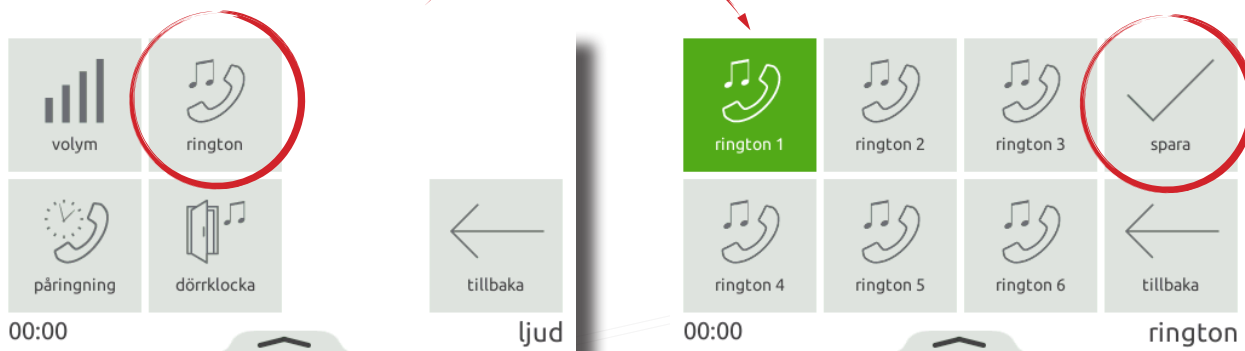 volym
rington
påringning
dörrklocka
tillbaka
00:00
ljud
rington 1
rington 2
rington 3
spara
rington 4
rington 5
rington 6
tillbaka
00:00
rington